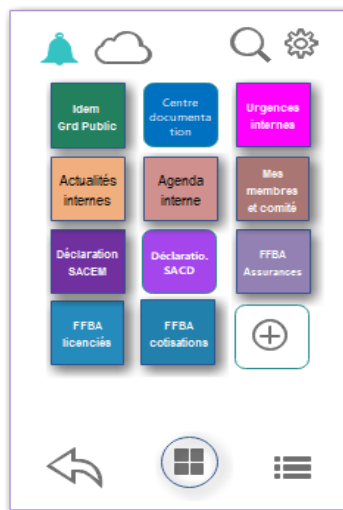 Idem
Grd Public
Centre
documenta
tion
Urgences
internes
Actualités
internes
Agenda
interne
Mes
membres
et comité
Déclaration
SACEM
Déclaratio.
SACD
FFBA
Assurances
FFBA
licenciés
FFBA
cotisations